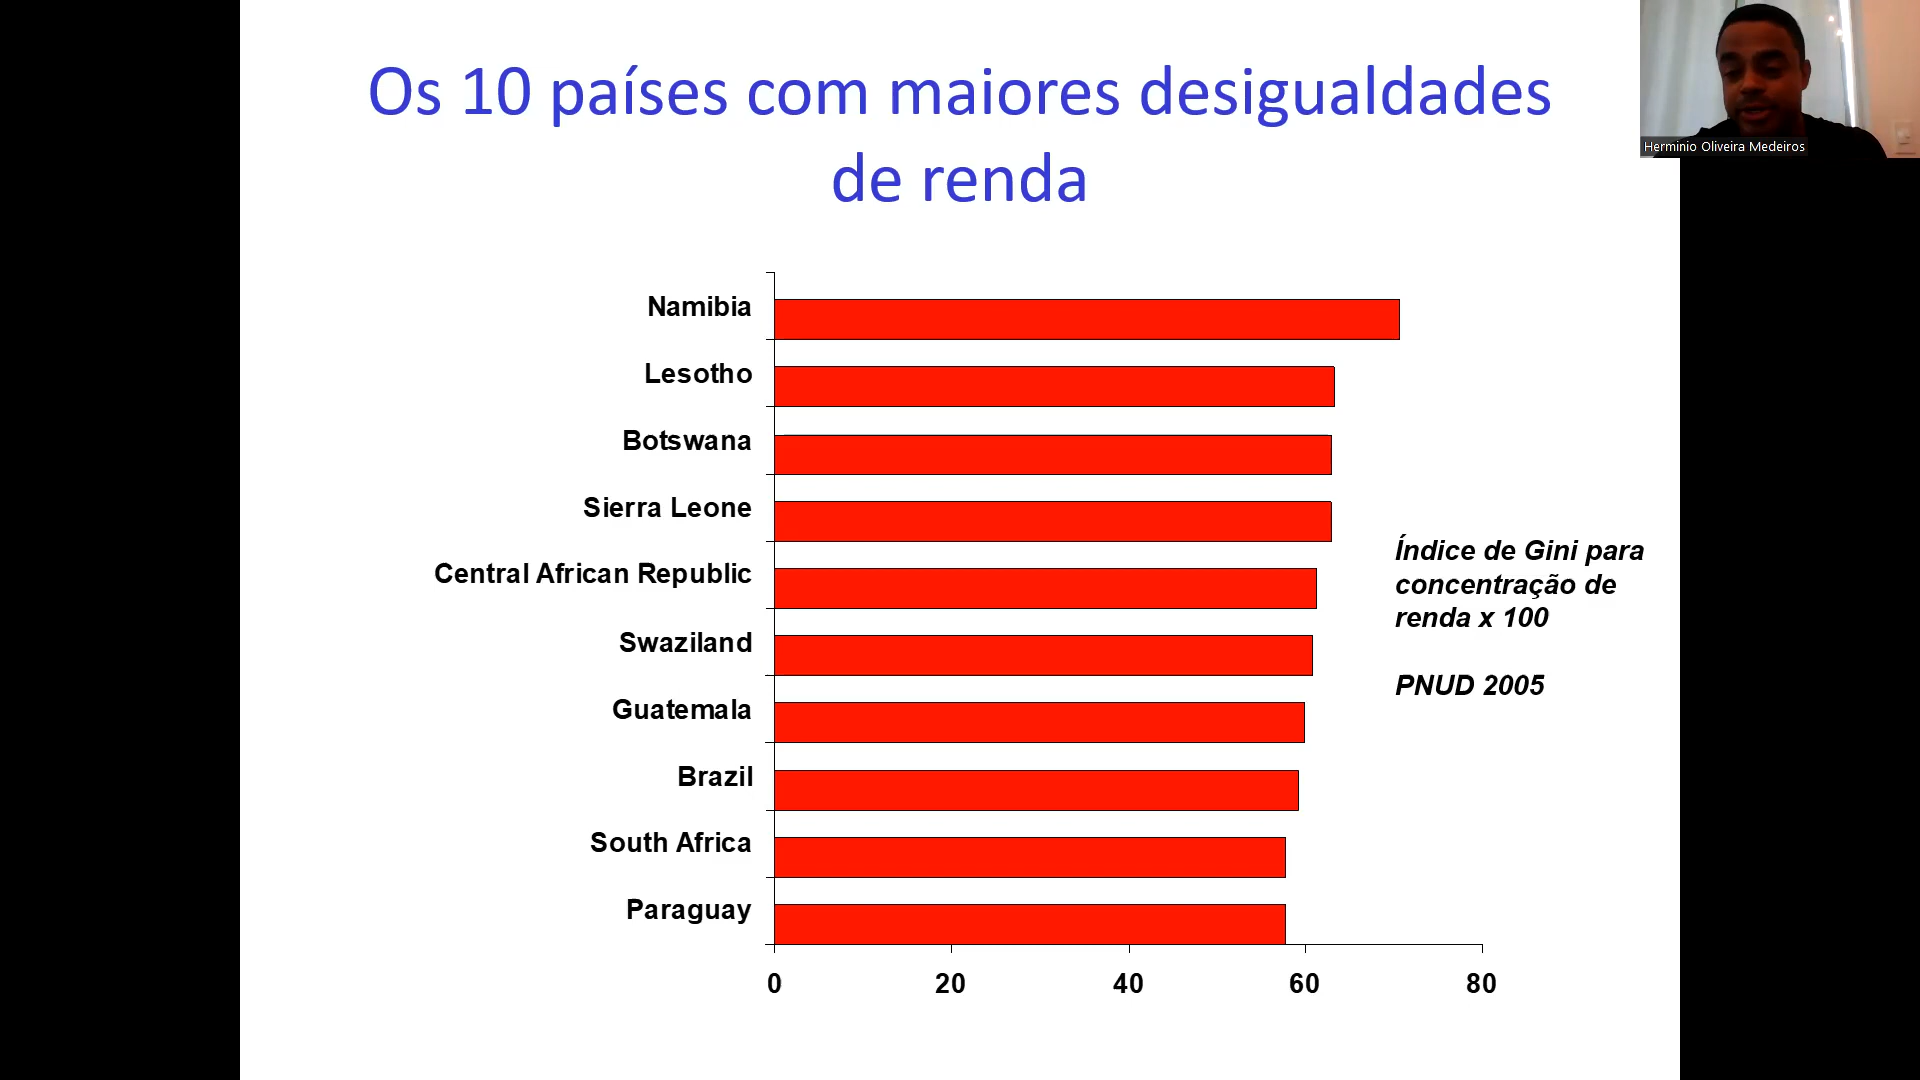 Os 10 países com maiores desigualdades
de renda
Herminio Oliveira Medeiros
Namibia
Lesotho
Botswana
Sierra Leone
Central African Republic
Swaziland
Guatemala
Brazil
South Africa
Paraguay
0 20 40 60 80
Índice de Gini para
concentração de
renda x 100
PNUD 2005